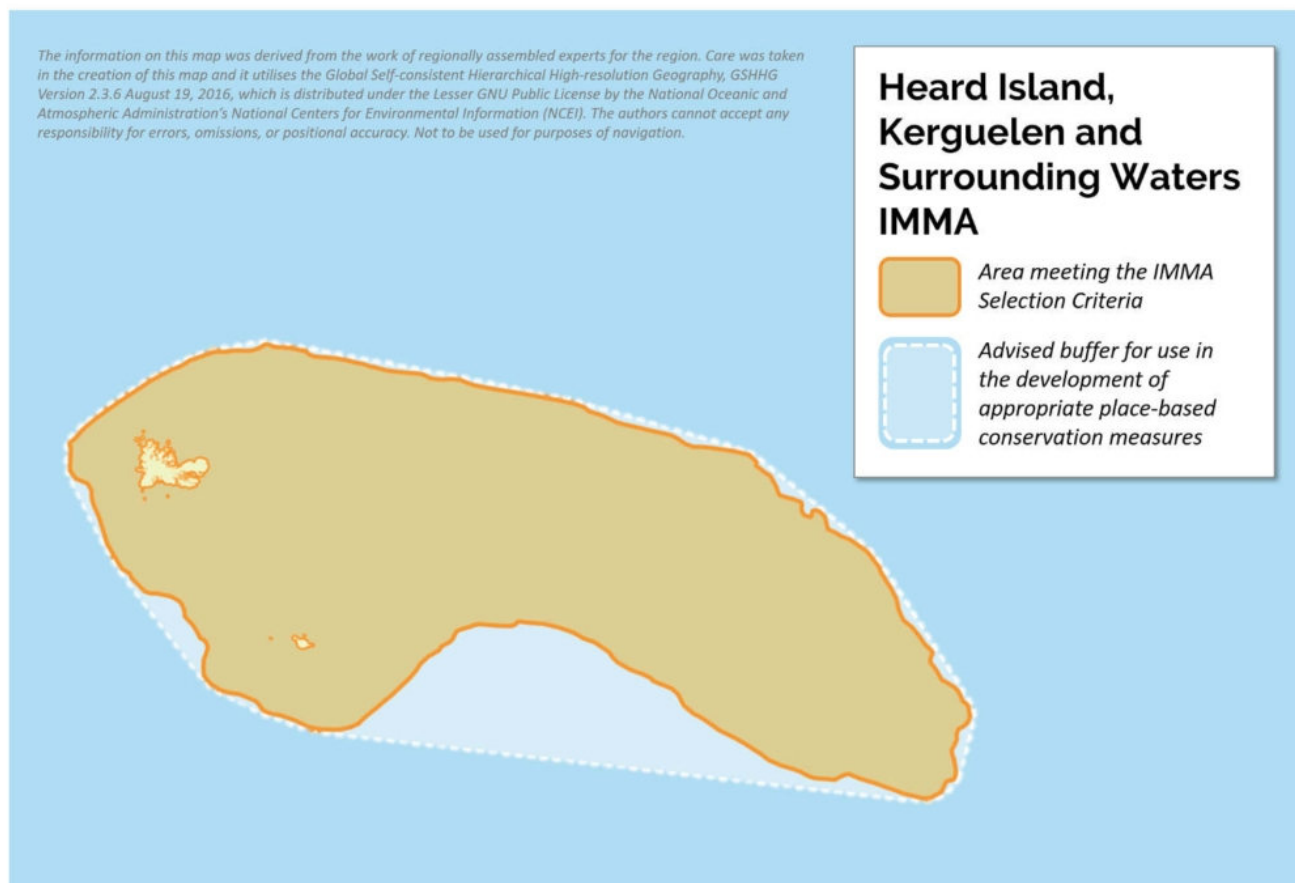 The information on this map was derived from the work of regionally assembled experts for the region. Care was taken
in the creation of this map and it utilises the Global Self-consistent Hierarchical High-resolution Geography, GSHHG
Version 2.3.6 August 19, 2016, which is distributed under the Lesser GNU Public License by the National Oceanic and
Atmospheric Administration's National Centers for Environmental Information (NCEI). The authors cannot accept any
responsibility for errors, omissions, or positional accuracy. Not to be used for purposes of navigation.
Heard Island,
Kerguelen and
Surrounding Waters
IMMA
Area meeting the IMMA
Selection Criteria
Advised buffer for use in
the development of
appropriate place-based
conservation measures